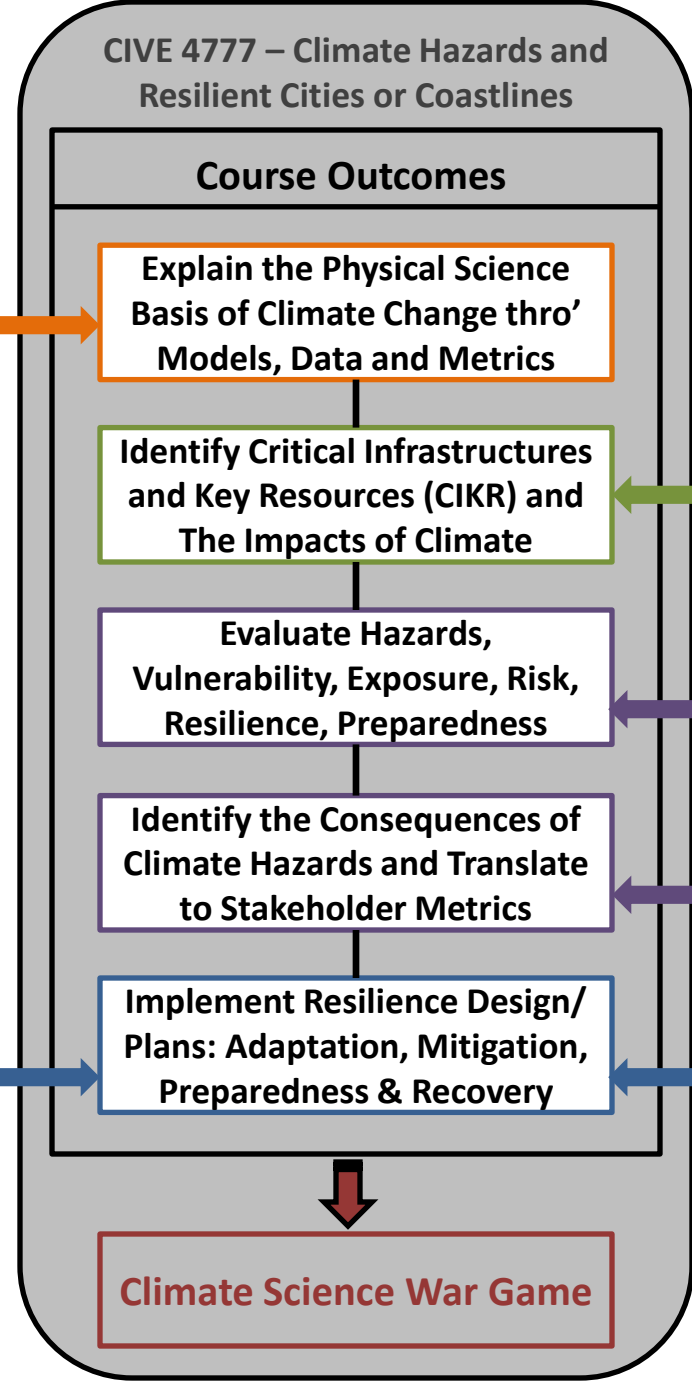 CIVE 4777 – Climate Hazards and
Resilient Cities or Coastlines
Course Outcomes
Explain the Physical Science
Basis of Climate Change thro’
Models, Data and Metrics
Identify Critical Infrastructures
and Key Resources (CIKR) and
The Impacts of Climate
Evaluate Hazards,
Vulnerability, Exposure, Risk,
Resilience, Preparedness
Identify the Consequences of
Climate Hazards and Translate
to Stakeholder Metrics
Implement Resilience Design/
Plans: Adaptation, Mitigation,
Preparedness & Recovery
Climate Science War Game